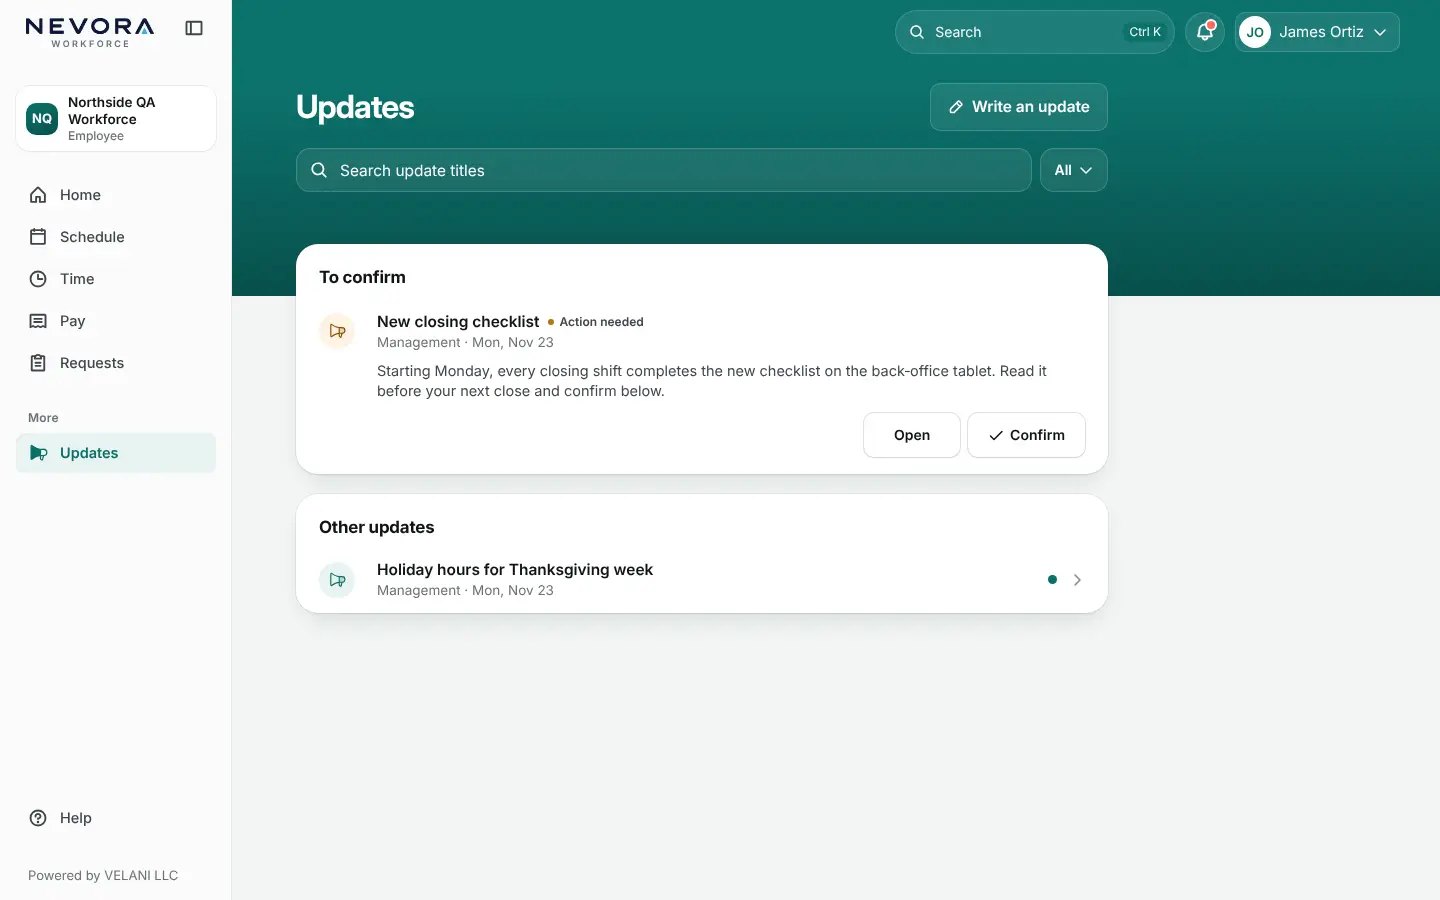 NEVORA
WORKFORCE
NQ
Northside QA
Workforce
Employee
Home
Schedule
Time
Pay
Requests
More
Updates
Help
Powered by VELANI LLC
Search
Ctrl K
JO
James Ortiz
Updates
Write an update
Search update titles
All
To confirm
New closing checklist
Action needed
Management · Mon, Nov 23
Starting Monday, every closing shift completes the new checklist on the back-office tablet. Read it
before your next close and confirm below.
Open
Confirm
Other updates
Holiday hours for Thanksgiving week
Management · Mon, Nov 23